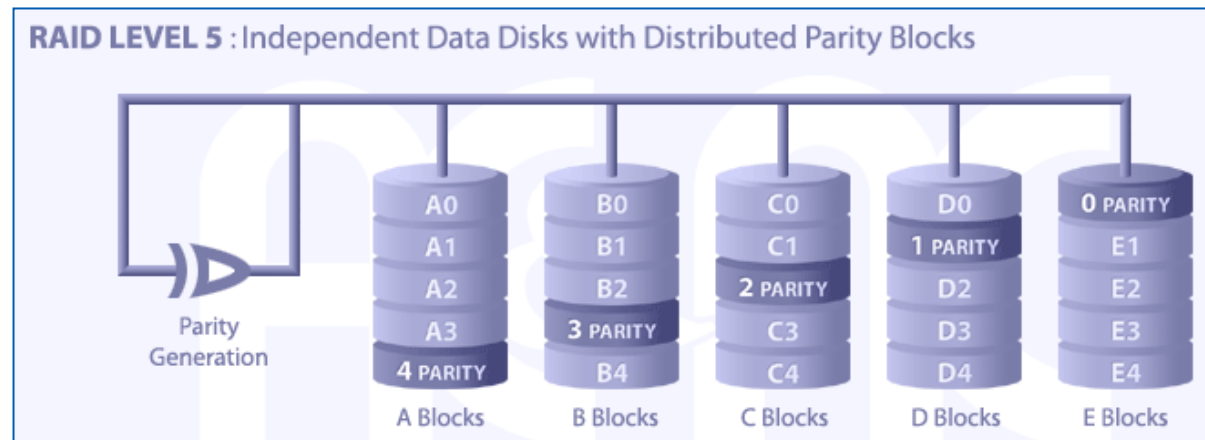 RAID LEVEL 5 : Independent Data Disks with Distributed Parity Blocks
A0 B0 C0 D0 0 PARITY
A1 B1 C1 1 PARITY E1
A2 B2 2 PARITY D2 E2
A3 3 PARITY C3 D3 E3
4 PARITY B4 C4 D4 E4
Parity
Generation
A Blocks B Blocks C Blocks D Blocks E Blocks